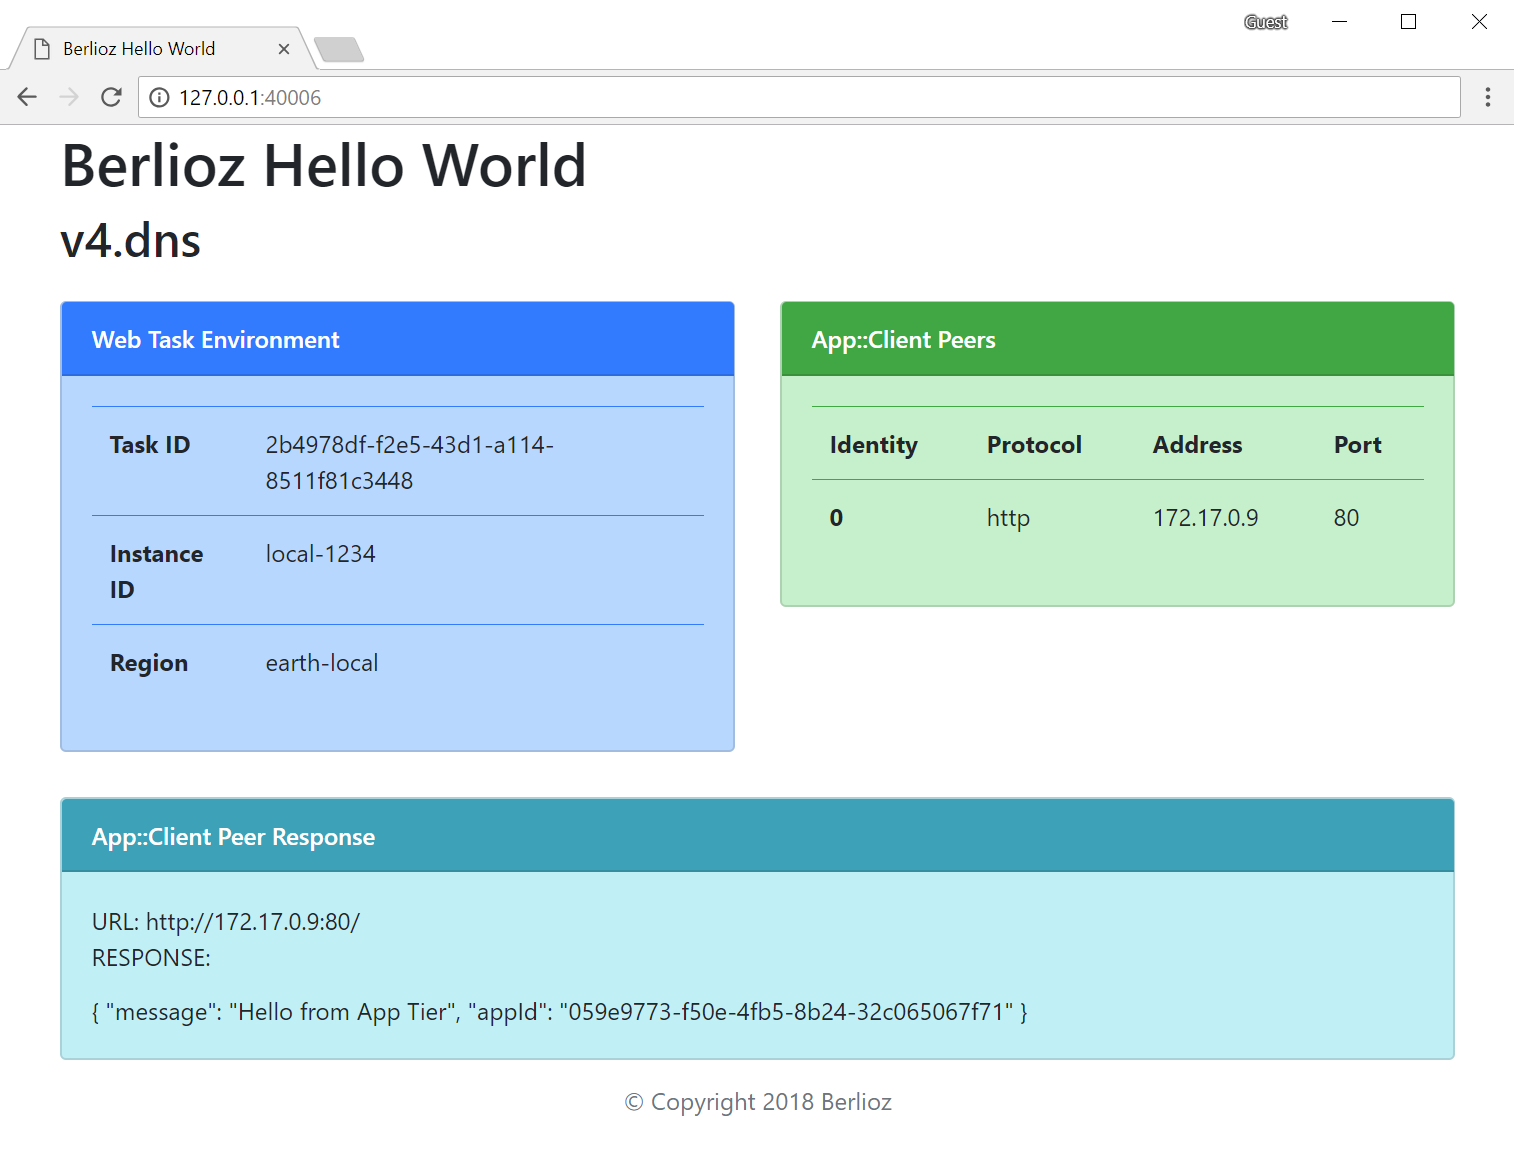 Guest
Berlioz Hello World
127.0.0.1:40006
Berlioz Hello World
v4.dns
Web Task Environment
Task ID 2b4978df-f2e5-43d1-a114-
8511f81c3448
Instance local-1234
ID
Region earth-local
App::Client Peers
Identity Protocol Address Port
0 http 172.17.0.9 80
App::Client Peer Response
URL: http://172.17.0.9:80/
RESPONSE:
{ "message": "Hello from App Tier", "appId": "059e9773-f50e-4fb5-8b24-32c065067f71" }
© Copyright 2018 Berlioz